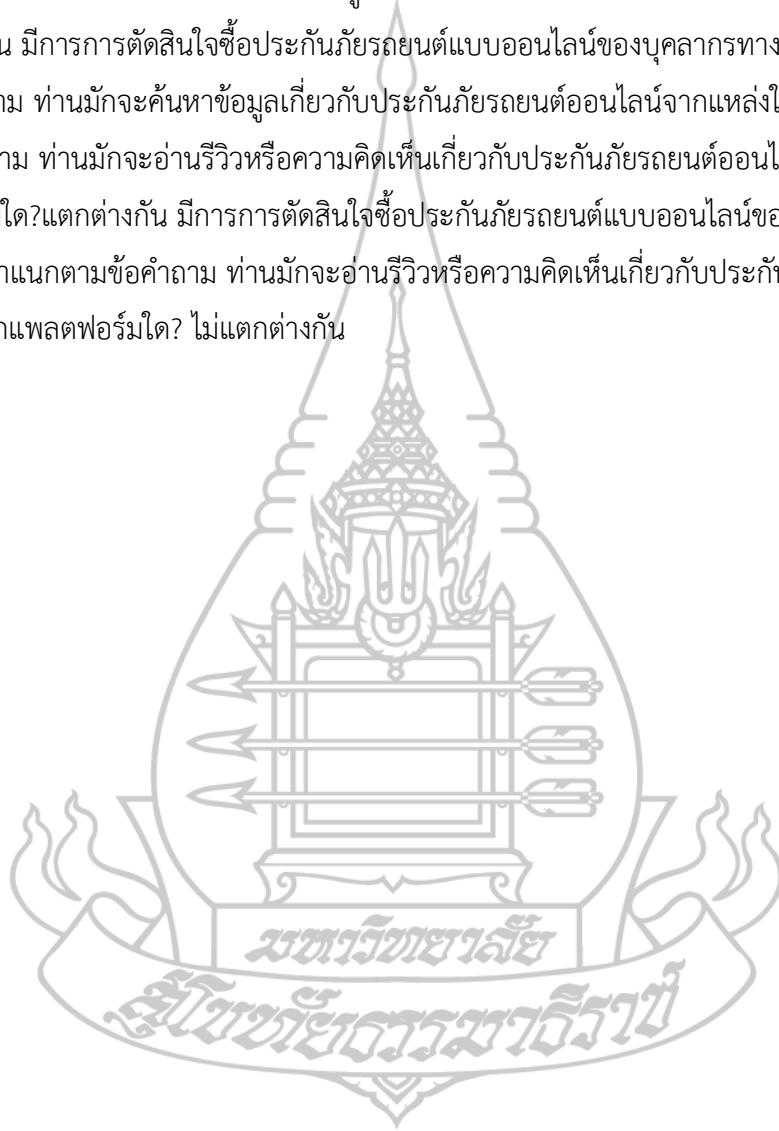 น มีการการตัดสินใจซื้อประกันภัยรถยนต์แบบออนไลน์ของบุคลากรทาง
าม ท่านมักจะค้นหาข้อมูลเกี่ยวกับประกันภัยรถยนต์ออนไลน์จากแหล่งใ
าม ท่านมักจะอ่านรีวิวหรือความคิดเห็นเกี่ยวกับประกันภัยรถยนต์ออนไ
ใด?แตกต่างกัน มีการการตัดสินใจซื้อประกันภัยรถยนต์แบบออนไลน์ขอ
ำแนกตามข้อคำถาม ท่านมักจะอ่านรีวิวหรือความคิดเห็นเกี่ยวกับประกัน
แพลตฟอร์มใด? ไม่แตกต่างกัน
มหาวิทยาลัย
สุโขทัยธรรมาธิราช